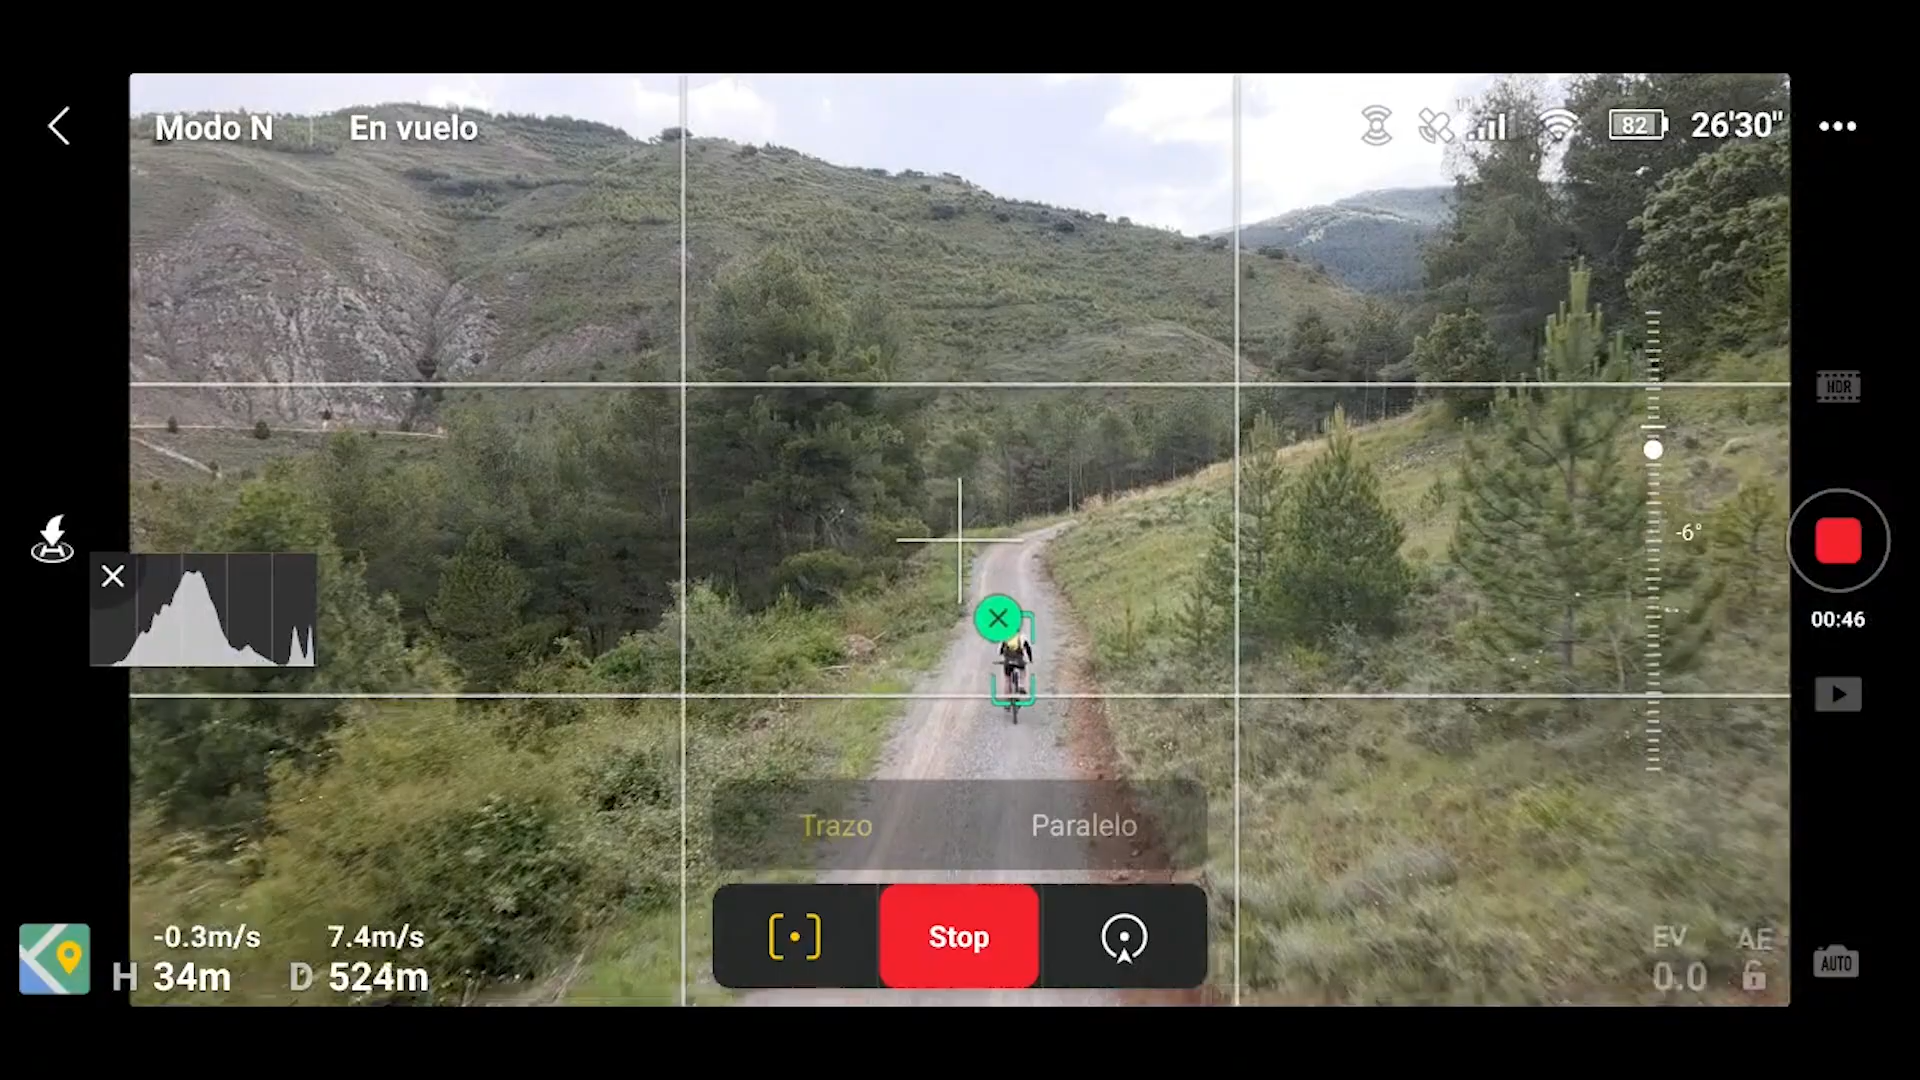 Modo N En vuelo
82 26'30"
HDR
-6°
00:46
Trazo Paralelo
Stop
-0.3m/s 7.4m/s
H 34m D 524m
EV AE
0.0
AUTO